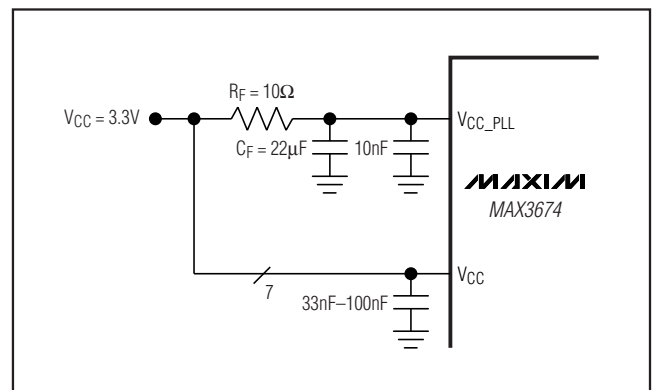 RF = 10Ω
VCC = 3.3V
VCC_PLL
CF = 22µF
10nF
MAXIM
MAX3674
VCC
7
33nF–100nF